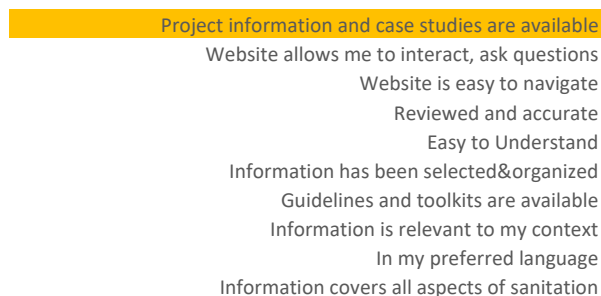 Project information and case studies are available
Website allows me to interact, ask questions
Website is easy to navigate
Reviewed and accurate
Easy to Understand
Information has been selected&organized
Guidelines and toolkits are available
Information is relevant to my context
In my preferred language
Information covers all aspects of sanitation